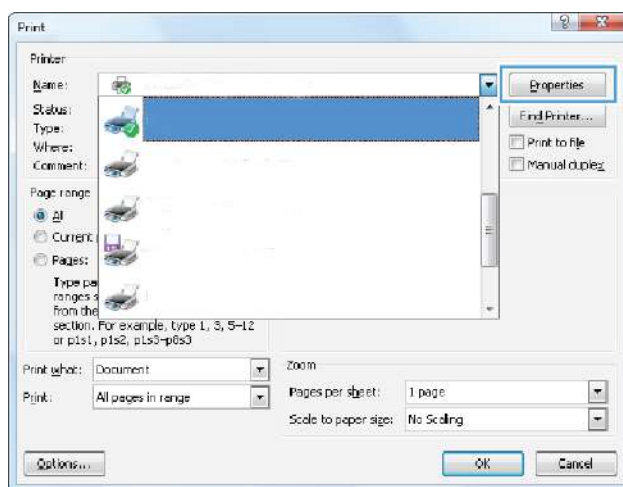 Print
Printer
Name:
Properties
Status:
Find Printer...
Type:
Print to file
Where:
Manual duplex
Comment:
Page range
All
Current
Pages:
Type pa
ranges s
from the
section. For example, type 1, 3, 5-12
or p1s1, p1s2, p1s3-p8s3
Print what: Document
Zoom
Print: All pages in range
Pages per sheet: 1 page
Scale to paper size: No Scaling
Options...
OK
Cancel